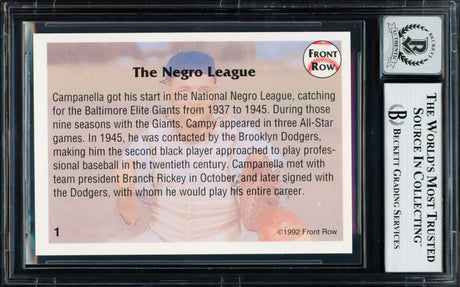 FRONT
ROW
The Negro League
Campanella got his start in the National Negro League, catching
for the Baltimore Elite Giants from 1937 to 1945. During those
nine seasons with the Giants, Campy appeared in three All-Star
games. In 1945, he was contacted by the Brooklyn Dodgers,
making him the second black player approached to play profes-
sional baseball in the twentieth century. Campanella met with
team president Branch Rickey in October, and later signed with
the Dodgers, with whom he would play his entire career.
1
©1992 Front Row
BECKETT
AUTHENTIC
THE WORLD'S MOST TRUSTED
SOURCE IN COLLECTING™
BECKETT GRADING SERVICES